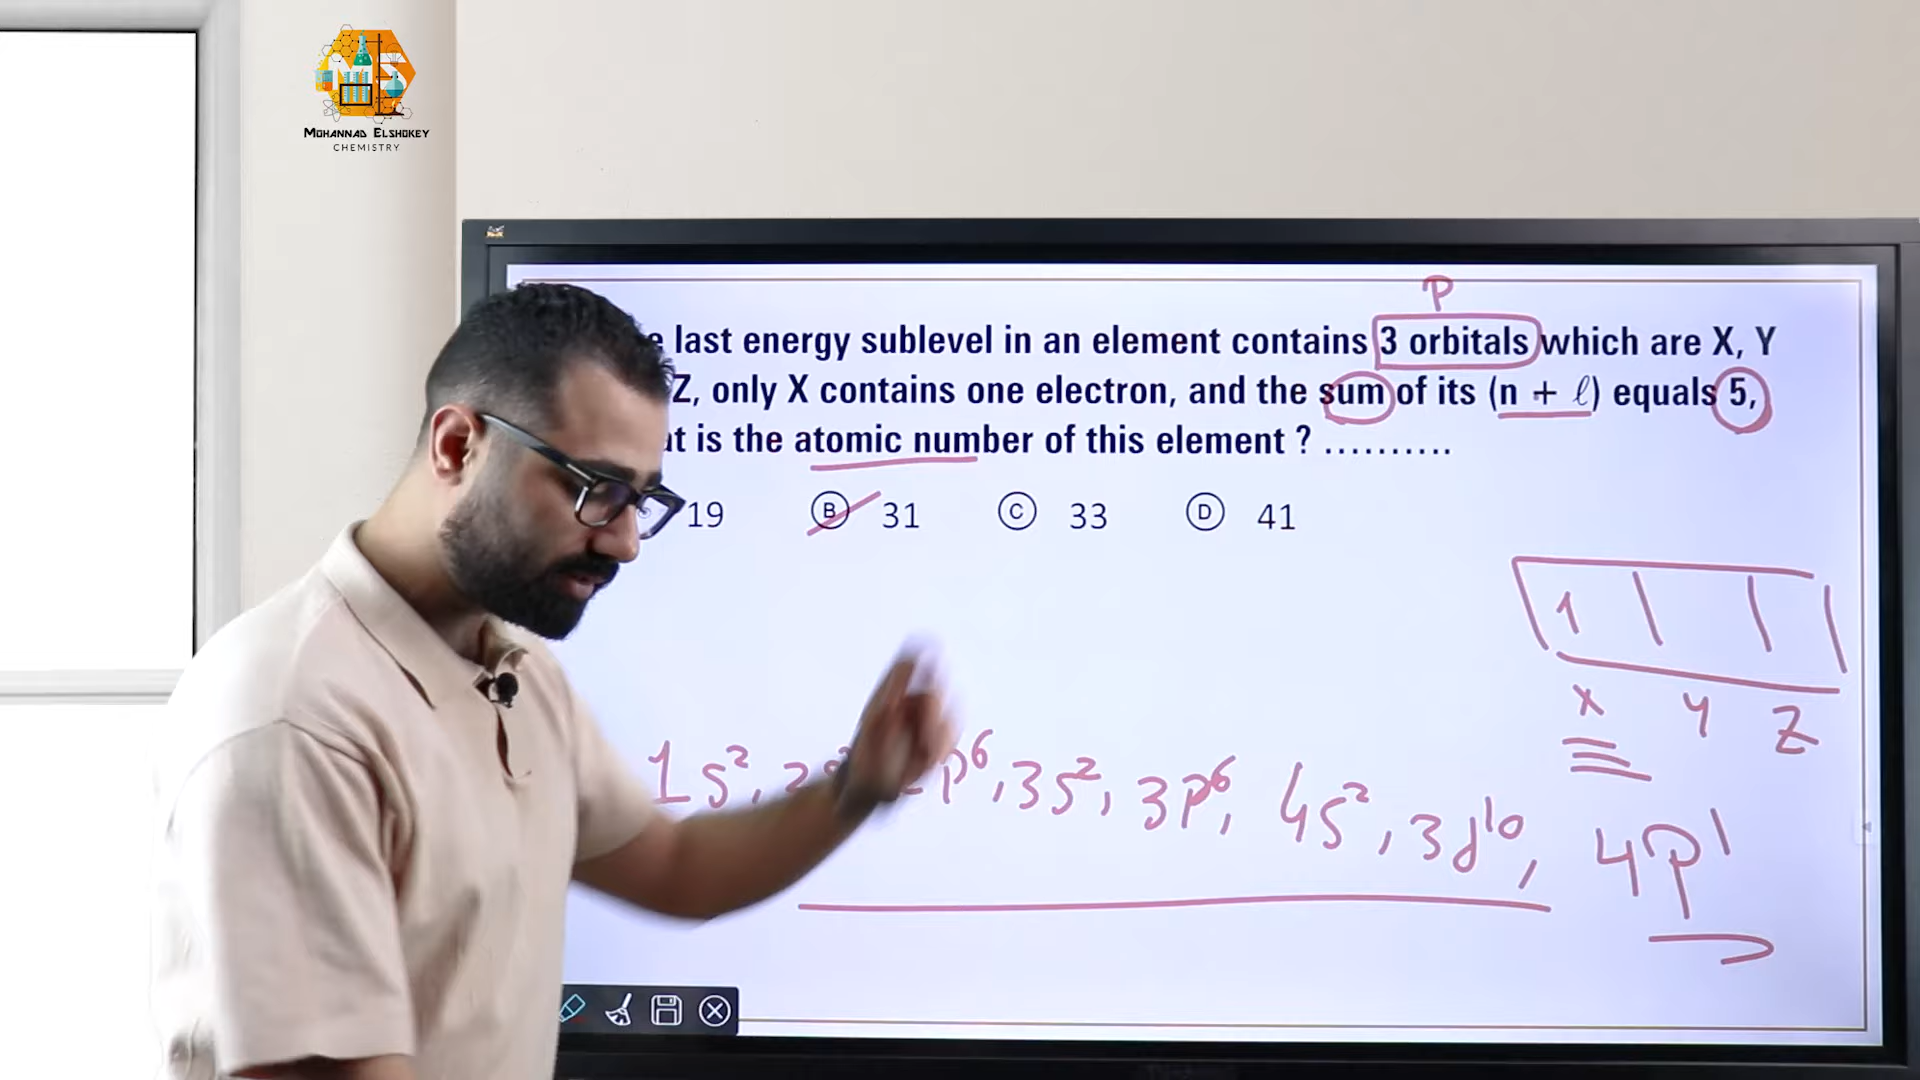 MOHANNAD ELSHOKEY
CHEMISTRY
P
last energy sublevel in an element contains 3 orbitals which are X, Y
Z, only X contains one electron, and the sum of its (n + ℓ) equals 5,
is the atomic number of this element ? ..........
19 B 31 C 33 D 41
1
X Y Z
1s², p⁶, 3s², 3p⁶, 4s², 3d¹⁰, 4p¹